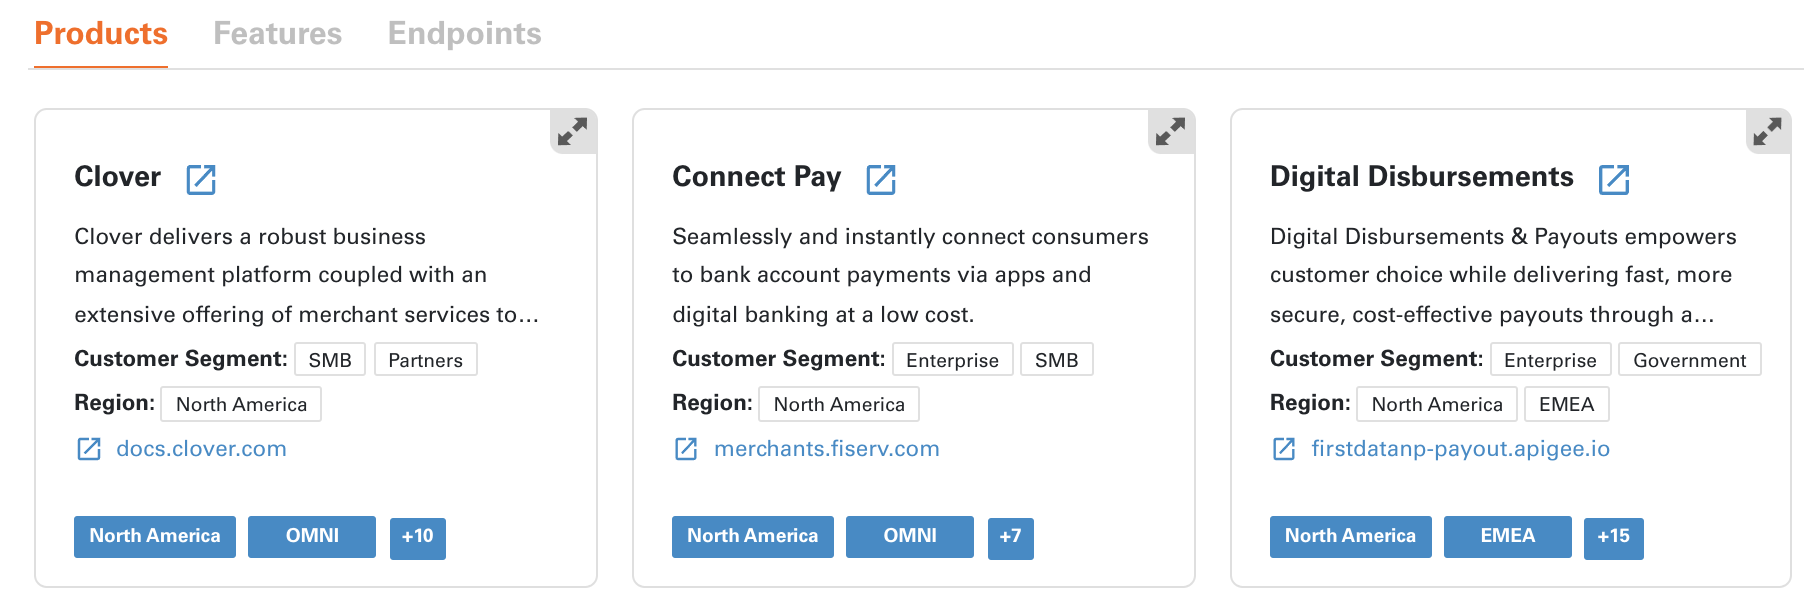 Products Features Endpoints
Clover
Clover delivers a robust business
management platform coupled with an
extensive offering of merchant services to...
Customer Segment: SMB Partners
Region: North America
docs.clover.com
North America OMNI +10
Connect Pay
Seamlessly and instantly connect consumers
to bank account payments via apps and
digital banking at a low cost.
Customer Segment: Enterprise SMB
Region: North America
merchants.fiserv.com
North America OMNI +7
Digital Disbursements
Digital Disbursements & Payouts empowers
customer choice while delivering fast, more
secure, cost-effective payouts through a...
Customer Segment: Enterprise Government
Region: North America EMEA
firstdatanp-payout.apigee.io
North America EMEA +15